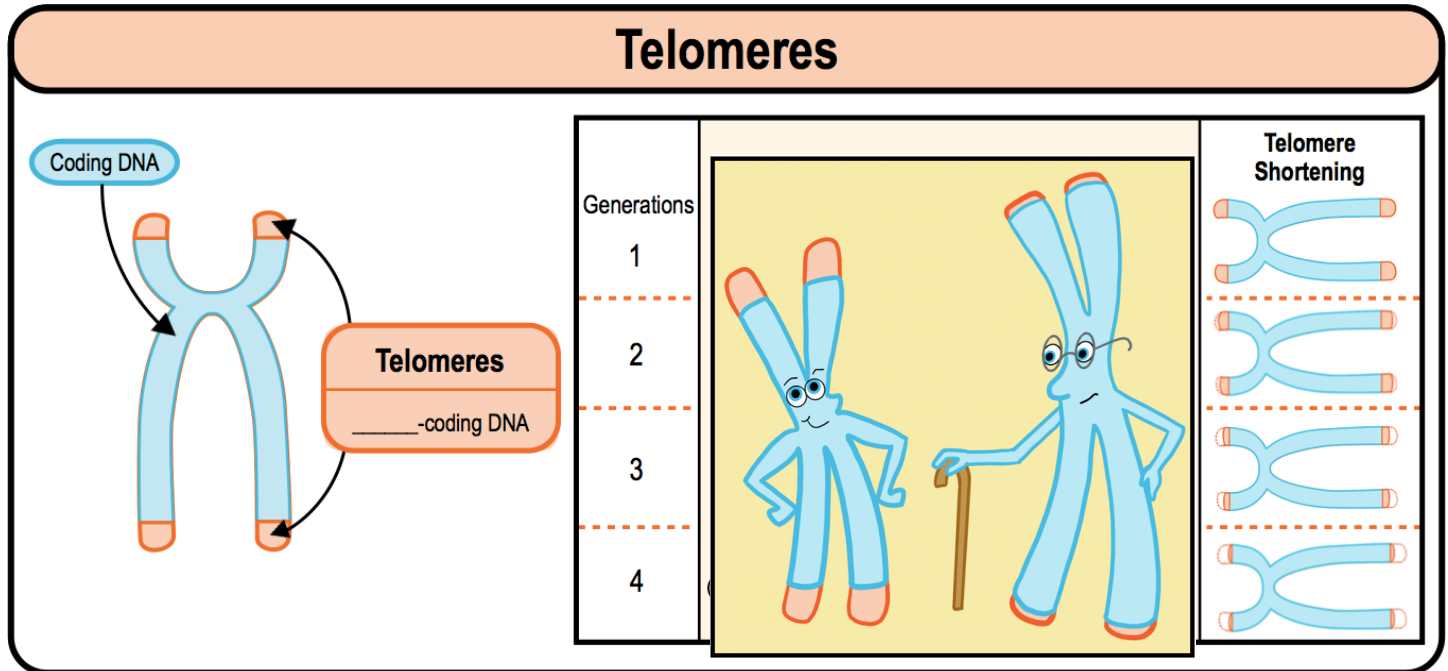 Telomeres
Coding DNA
Telomeres
______-coding DNA
Generations
1
2
3
4
Telomere
Shortening